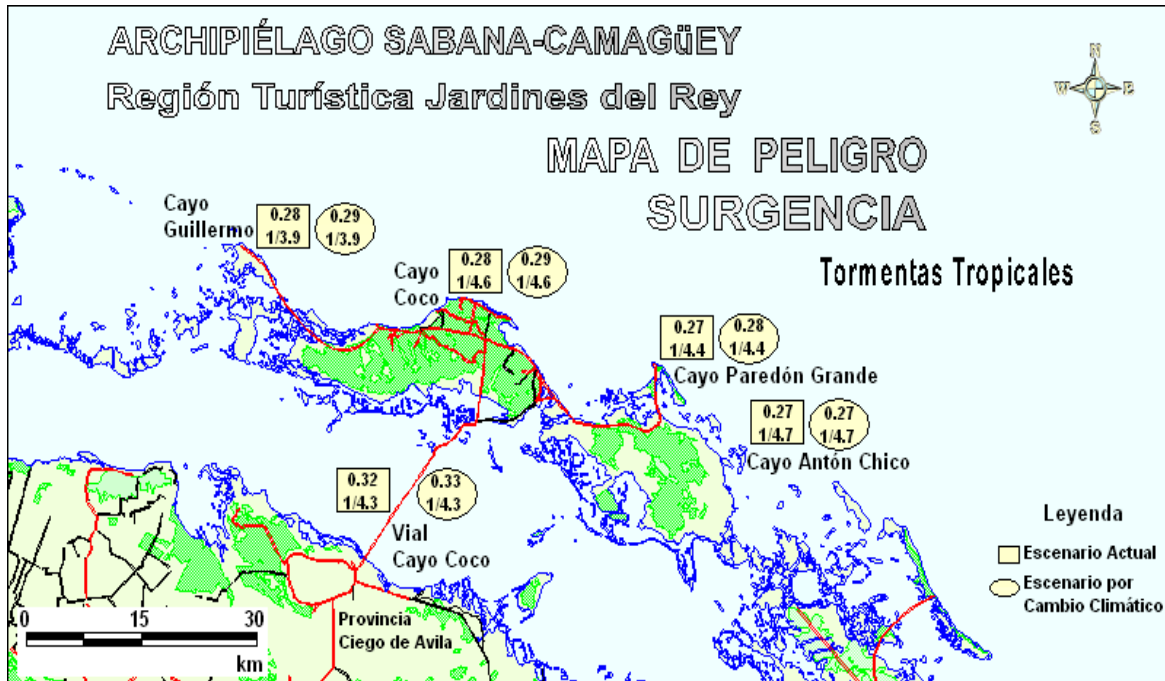 ARCHIPIÉLAGO SABANA-CAMAGüEY
Región Turística Jardines del Rey
MAPA DE PELIGRO
SURGENCIA
Tormentas Tropicales
N
W E
S
Cayo
Guillermo
0.28
1/3.9
0.29
1/3.9
Cayo
Coco
0.28
1/4.6
0.29
1/4.6
0.27
1/4.4
0.28
1/4.4
Cayo Paredón Grande
0.27
1/4.7
0.27
1/4.7
Cayo Antón Chico
0.32
1/4.3
0.33
1/4.3
Vial
Cayo Coco
Leyenda
Escenario Actual
Escenario por
Cambio Climático
0 15 30
km
Provincia
Ciego de Avila